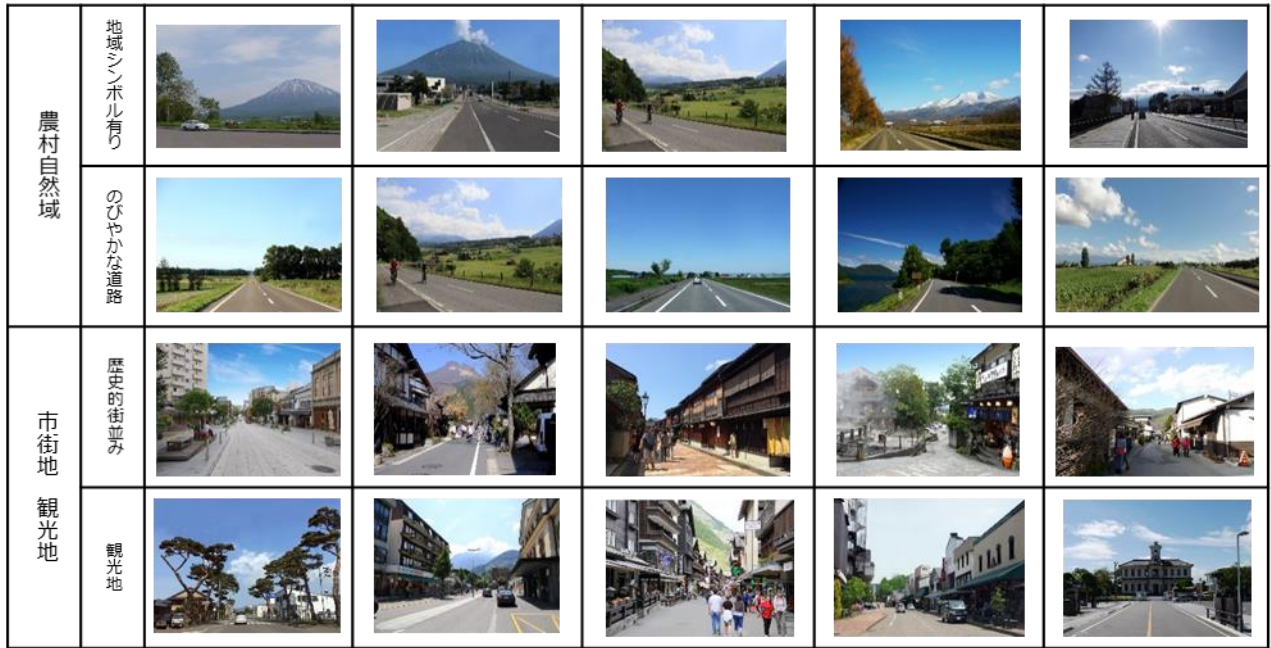 農村自然域
地域シンボル有り
のびやかな道路
市街地 観光地
歴史的街並み
観光地